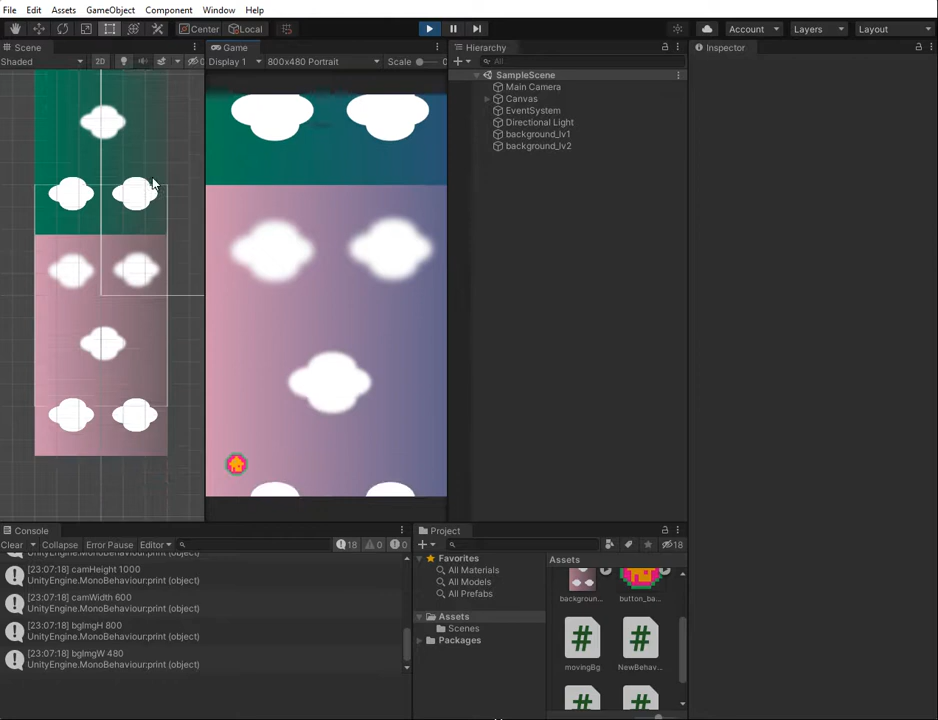 File Edit Assets GameObject Component Window Help
Center Local Account Layers Layout
Scene Game Hierarchy Inspector
Shaded 2D Display 1 800x480 Portrait Scale All
SampleScene
Main Camera
Canvas
EventSystem
Directional Light
background_lv1
background_lv2
Console
Clear Collapse Error Pause Editor 18 0 0
UnityEngine.MonoBehaviour:print (object)
[23:07:18] camHeight 1000
UnityEngine.MonoBehaviour:print (object)
[23:07:18] camWidth 600
UnityEngine.MonoBehaviour:print (object)
[23:07:18] bgImgH 800
UnityEngine.MonoBehaviour:print (object)
[23:07:18] bgImgW 480
UnityEngine.MonoBehaviour:print (object)
Project
18
Favorites
All Materials
All Models
All Prefabs
Assets
Scenes
Packages
Assets
backgroun... button_ba...
movingBg NewBehav...